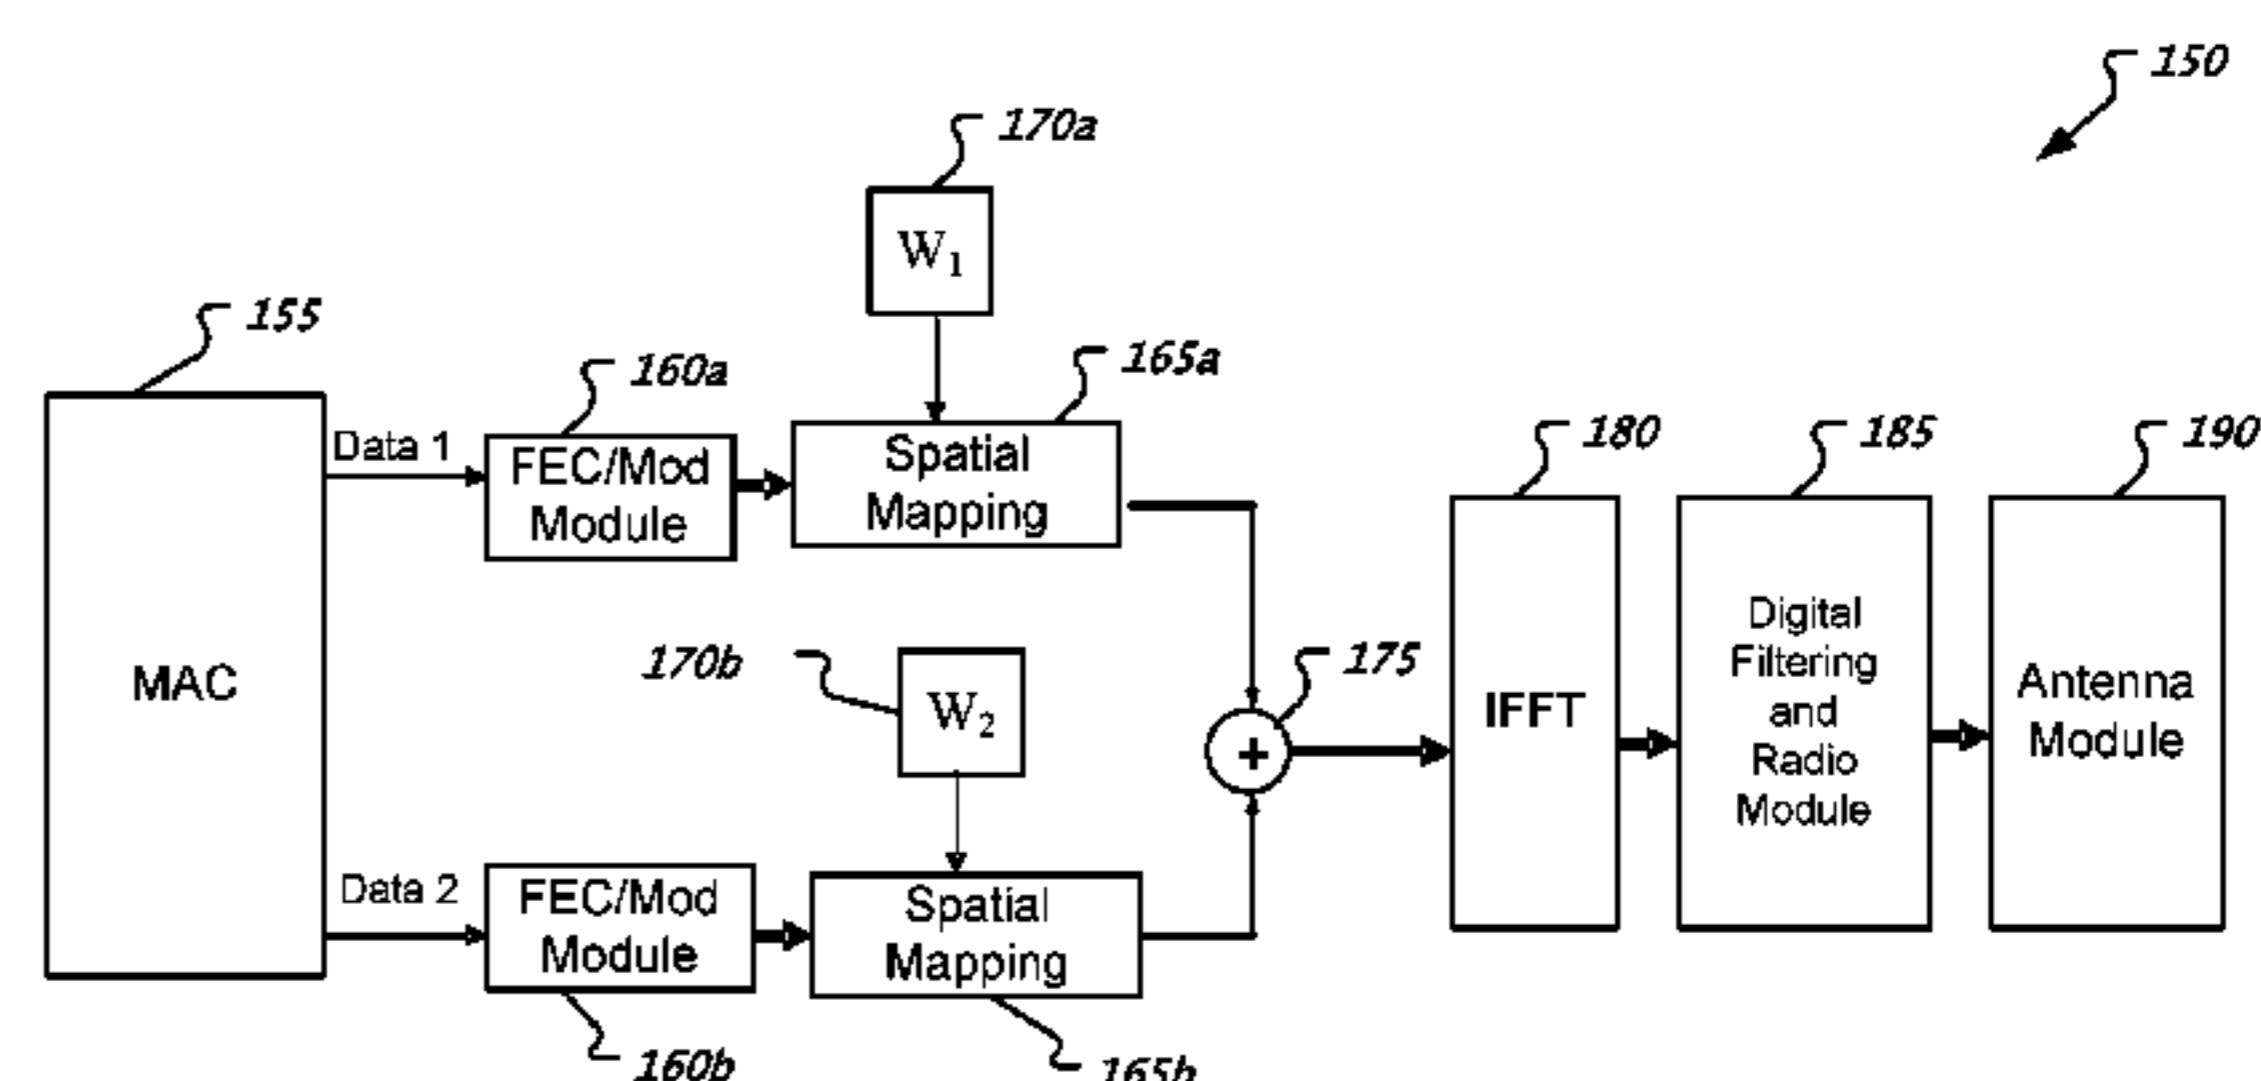 150
170a
W1
155
160a
165a
Data 1
FEC/Mod
Module
Spatial
Mapping
180
185
190
MAC
170b
W2
175
IFFT
Digital
Filtering
and
Radio
Module
Antenna
Module
Data 2
FEC/Mod
Module
Spatial
Mapping
160b
165b